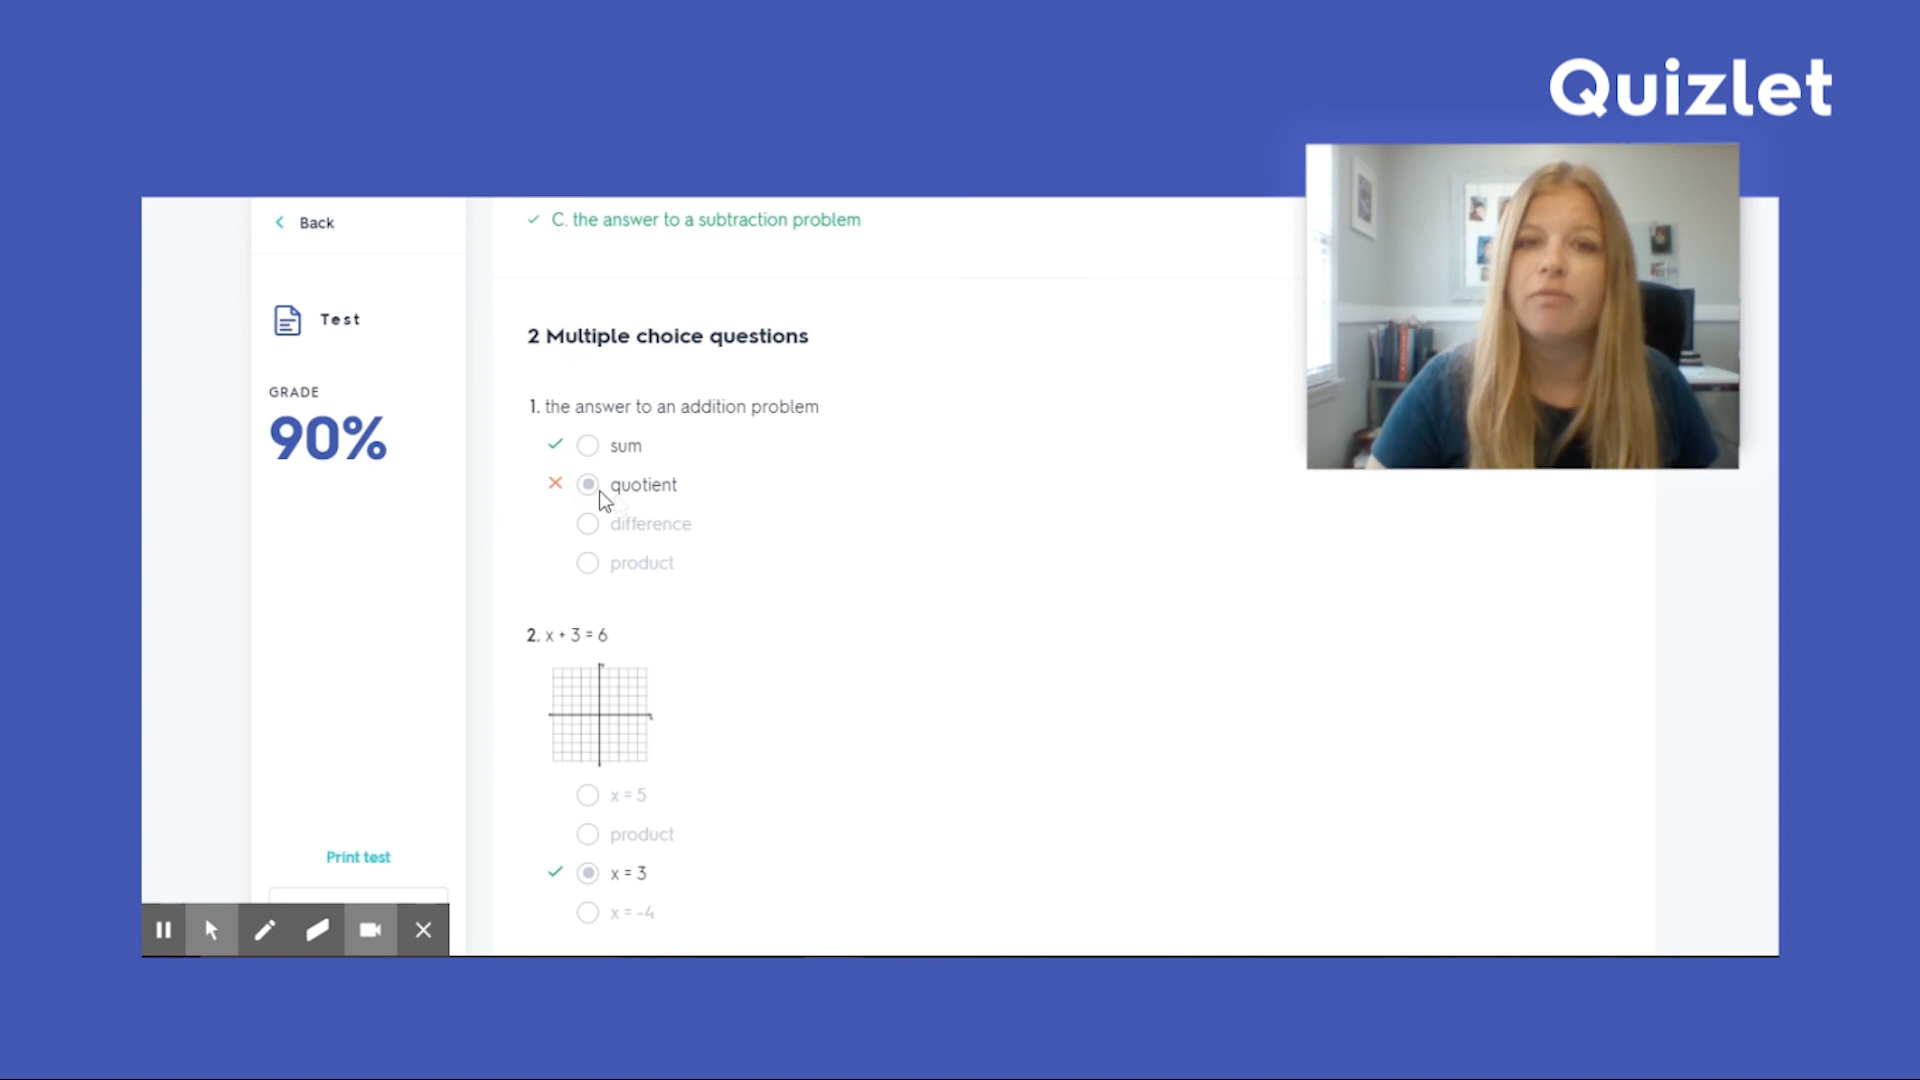 Quizlet
Back
Test
GRADE
90%
Print test
C. the answer to a subtraction problem
2 Multiple choice questions
1. the answer to an addition problem
sum
quotient
difference
product
2. x + 3 = 6
x = 5
product
x = 3
x = -4